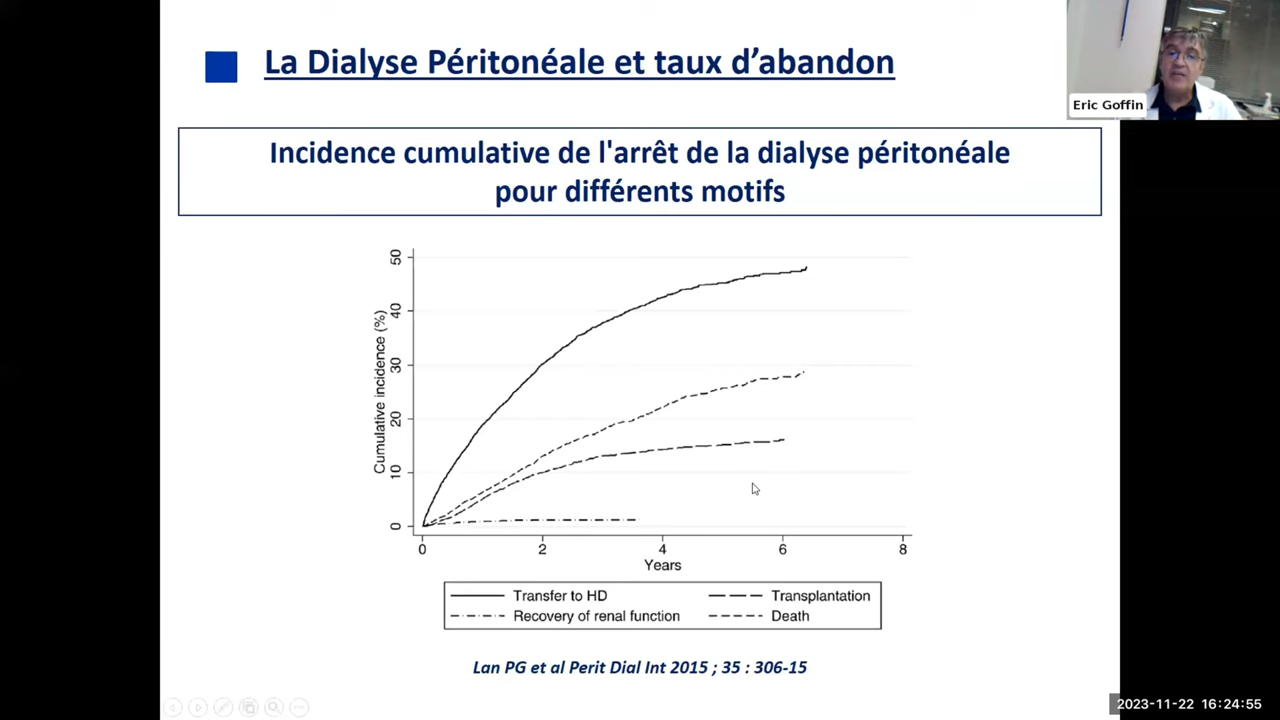 La Dialyse Péritonéale et taux d’abandon
Eric Goffin
Incidence cumulative de l'arrêt de la dialyse péritonéale
pour différents motifs
Cumulative incidence (%)
50
40
30
20
10
0
0 2 4 6 8
Years
Transfer to HD Transplantation
Recovery of renal function Death
Lan PG et al Perit Dial Int 2015 ; 35 : 306-15
2023-11-22 16:24:55